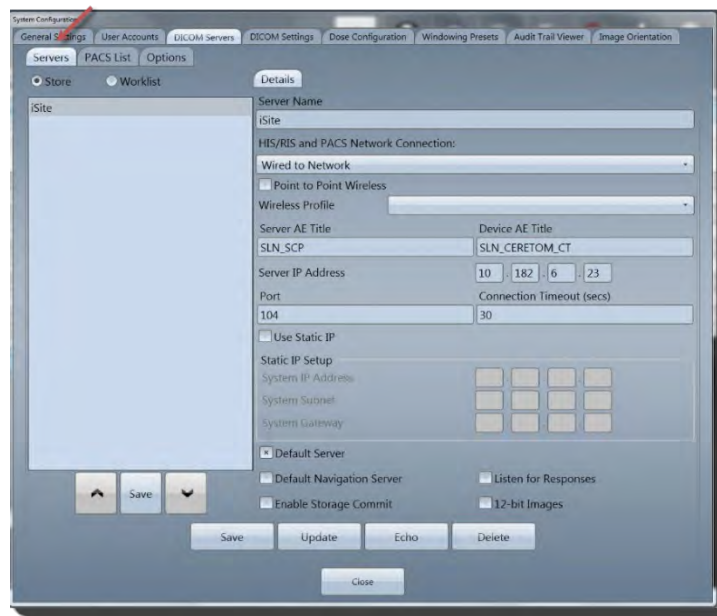 System Configuration
General Settings User Accounts DICOM Servers DICOM Settings Dose Configuration Windowing Presets Audit Trail Viewer Image Orientation
Servers PACS List Options
Store Worklist
Details
iSite
Server Name
iSite
HIS/RIS and PACS Network Connection:
Wired to Network
Point to Point Wireless
Wireless Profile
Server AE Title Device AE Title
SLN_SCP SLN_CERETOM_CT
Server IP Address 10 . 182 . 6 . 23
Port Connection Timeout (secs)
104 30
Use Static IP
Static IP Setup
System IP Address
System Subnet
System Gateway
Default Server
Default Navigation Server Listen for Responses
Enable Storage Commit 12-bit Images
Save
Save Update Echo Delete
Close